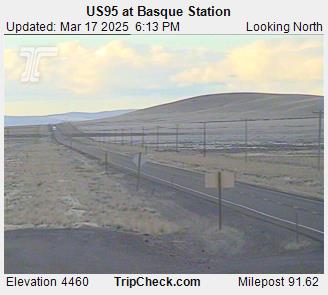 US95 at Basque Station
Updated: Mar 17 2025 6:13 PM Looking North
Elevation 4460 TripCheck.com Milepost 91.62